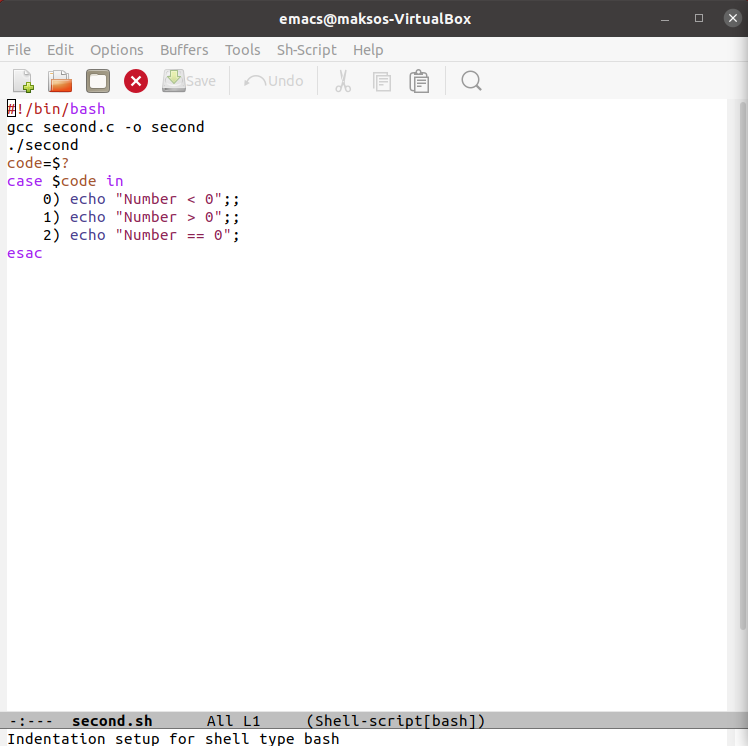 emacs@maksos-VirtualBox
File Edit Options Buffers Tools Sh-Script Help
Save Undo
#!/bin/bash
gcc second.c -o second
./second
code=$?
case $code in
    0) echo "Number < 0";;
    1) echo "Number > 0";;
    2) echo "Number == 0";
esac
-:--- second.sh All L1 (Shell-script[bash])
Indentation setup for shell type bash